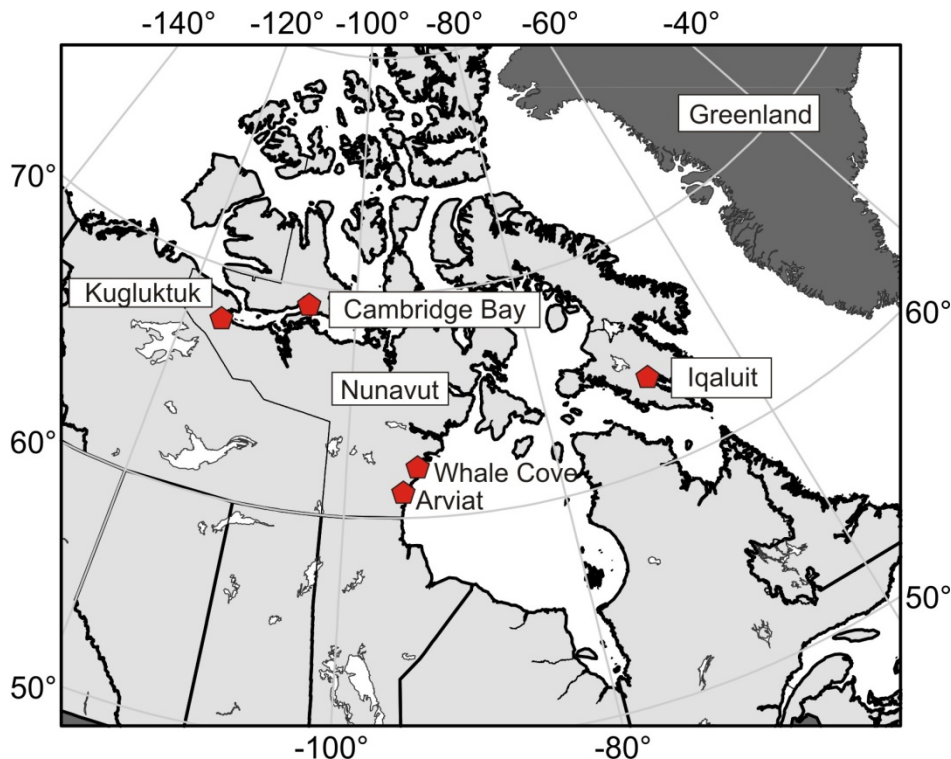 -140° -120° -100° -80° -60° -40°
Greenland
70°
Kugluktuk
Cambridge Bay
60°
Nunavut
Iqaluit
60°
Whale Cove
Arviat
50°
50°
-100° -80°